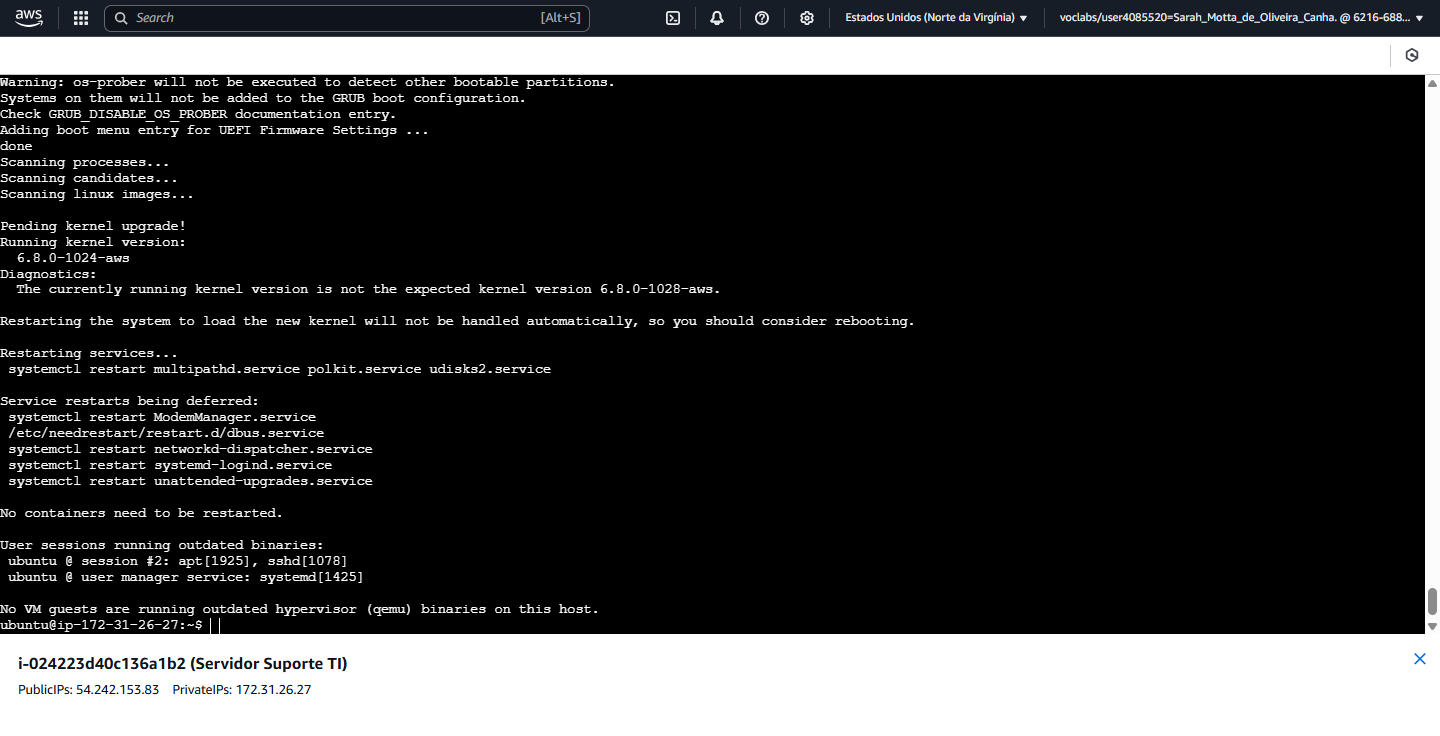 aws
Search [Alt+S]
Estados Unidos (Norte da Virgínia)
voclabs/user4085520=Sarah_Motta_de_Oliveira_Canha. @ 6216-688...
Warning: os-prober will not be executed to detect other bootable partitions.
Systems on them will not be added to the GRUB boot configuration.
Check GRUB_DISABLE_OS_PROBER documentation entry.
Adding boot menu entry for UEFI Firmware Settings ...
done
Scanning processes...
Scanning candidates...
Scanning linux images...
Pending kernel upgrade!
Running kernel version:
6.8.0-1024-aws
Diagnostics:
The currently running kernel version is not the expected kernel version 6.8.0-1028-aws.
Restarting the system to load the new kernel will not be handled automatically, so you should consider rebooting.
Restarting services...
systemctl restart multipathd.service polkit.service udisks2.service
Service restarts being deferred:
systemctl restart ModemManager.service
/etc/needrestart/restart.d/dbus.service
systemctl restart networkd-dispatcher.service
systemctl restart systemd-logind.service
systemctl restart unattended-upgrades.service
No containers need to be restarted.
User sessions running outdated binaries:
ubuntu @ session #2: apt[1925], sshd[1078]
ubuntu @ user manager service: systemd[1425]
No VM guests are running outdated hypervisor (qemu) binaries on this host.
ubuntu@ip-172-31-26-27:~$
i-024223d40c136a1b2 (Servidor Suporte TI)
PublicIPs: 54.242.153.83 PrivateIPs: 172.31.26.27